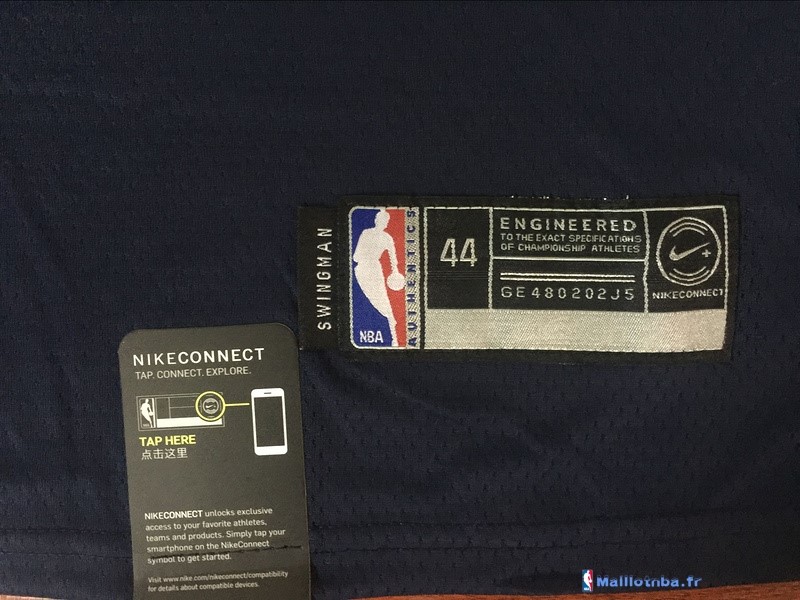 SWINGMAN
NBA
AUTHENTICS
44
ENGINEERED
TO THE EXACT SPECIFICATIONS
OF CHAMPIONSHIP ATHLETES
GE480202J5
NIKECONNECT
NIKECONNECT
TAP. CONNECT. EXPLORE.
TAP HERE
点击这里
NIKECONNECT unlocks exclusive
access to your favorite athletes,
teams and products. Simply tap your
smartphone on the NikeConnect
symbol to get started.
Visit www.nike.com/nikeconnect/compatibility
for details about compatible devices.
Malllotnba.fr